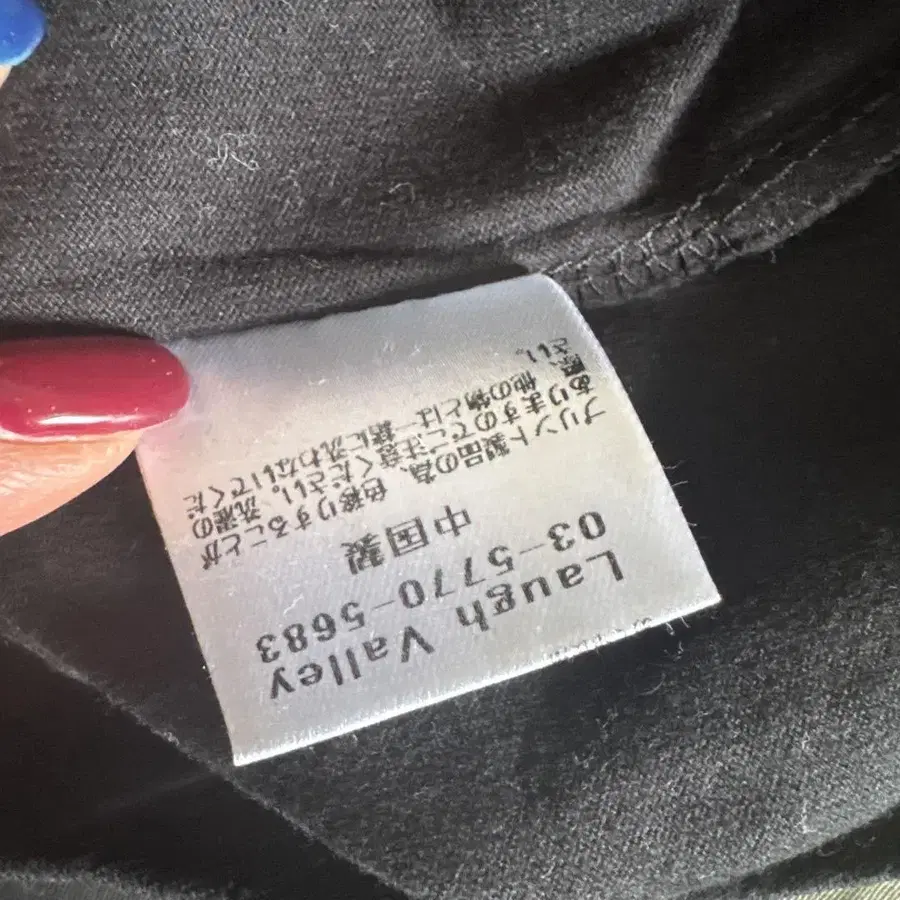 Laugh Valley
03-5770-5683
中国製
プリント製品の為、色移りすることが
ありますのでご注意ください。洗濯の
際、他の物とは一緒に洗わないでくだ
さい。